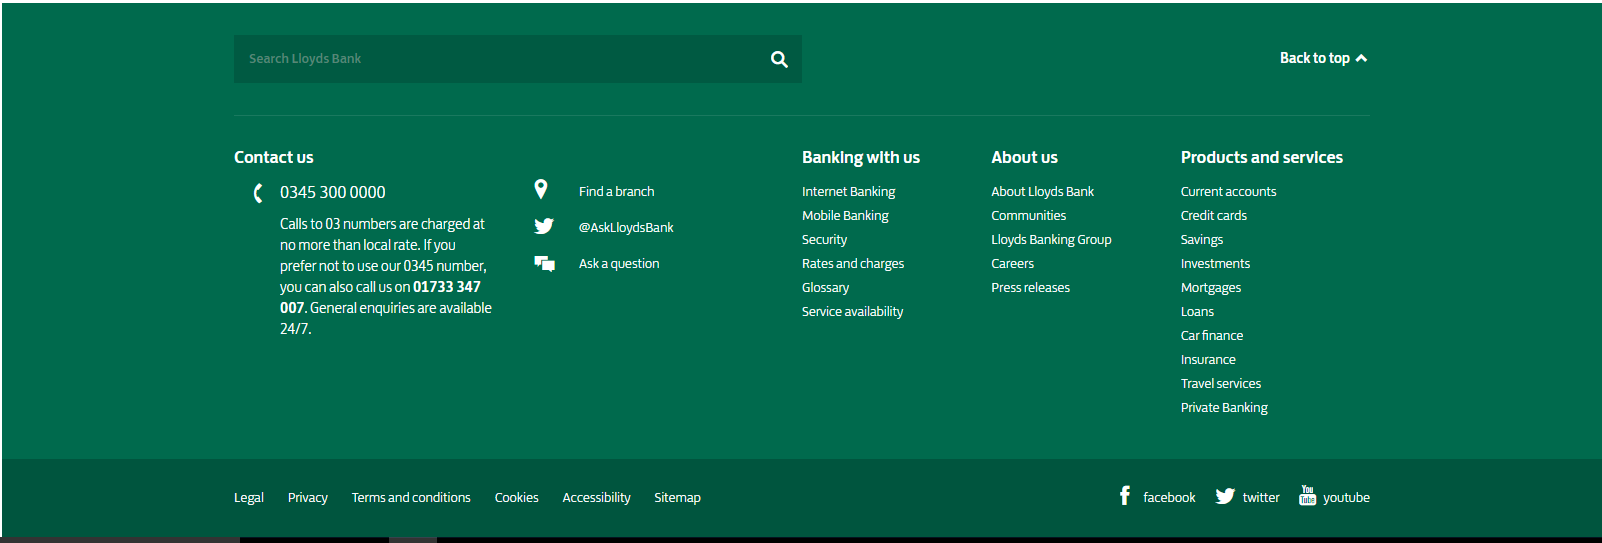 Search Lloyds Bank
Back to top
Contact us
0345 300 0000
Calls to 03 numbers are charged at
no more than local rate. If you
prefer not to use our 0345 number,
you can also call us on 01733 347
007. General enquiries are available
24/7.
Find a branch
@AskLloydsBank
Ask a question
Banking with us
Internet Banking
Mobile Banking
Security
Rates and charges
Glossary
Service availability
About us
About Lloyds Bank
Communities
Lloyds Banking Group
Careers
Press releases
Products and services
Current accounts
Credit cards
Savings
Investments
Mortgages
Loans
Car finance
Insurance
Travel services
Private Banking
Legal
Privacy
Terms and conditions
Cookies
Accessibility
Sitemap
facebook
twitter
You
Tube
youtube